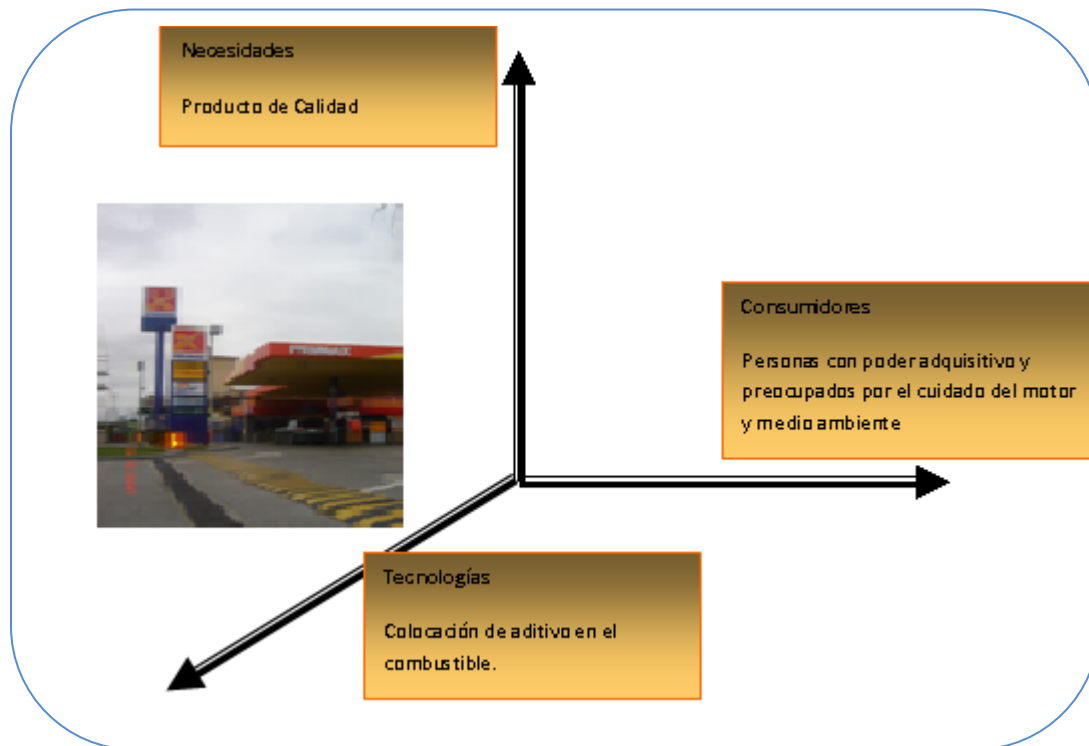 Necesidades
Producto de Calidad
PRIMAX
Consumidores
Personas con poder adquisitivo y
preocupados por el cuidado del motor
y medio ambiente
Tecnologías
Colocación de aditivo en el
combustible.